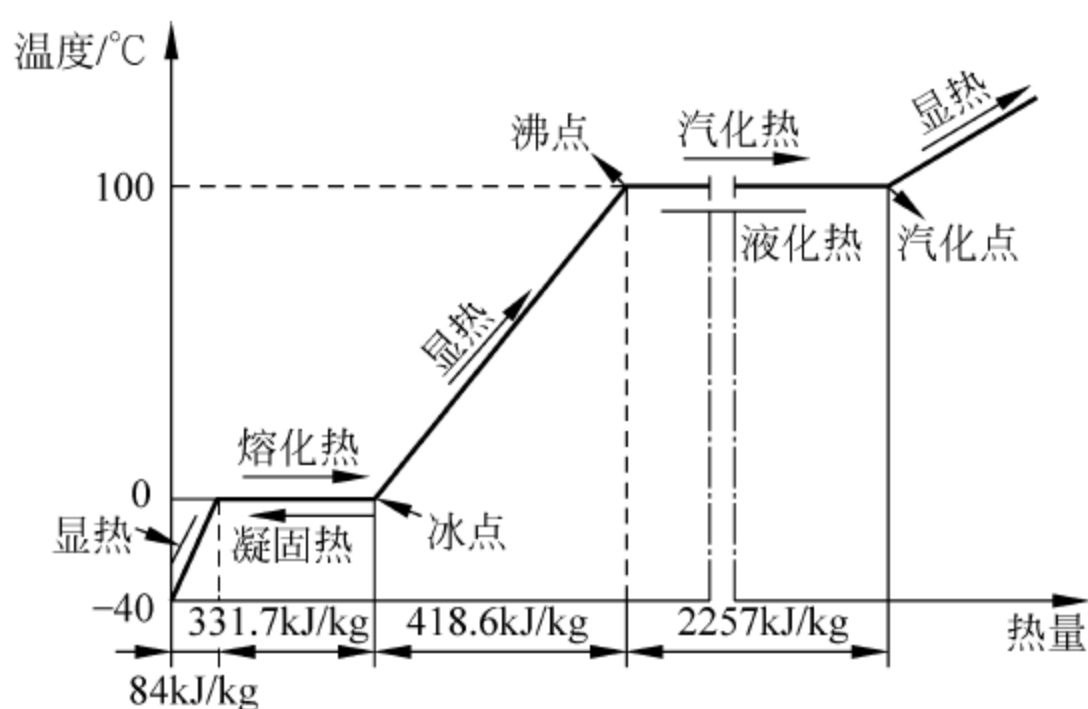 温度/℃
显热
沸点
汽化热
100
液化热
汽化点
显热
熔化热
0
显热
凝固热
冰点
−40
331.7kJ/kg
418.6kJ/kg
2257kJ/kg
热量
84kJ/kg